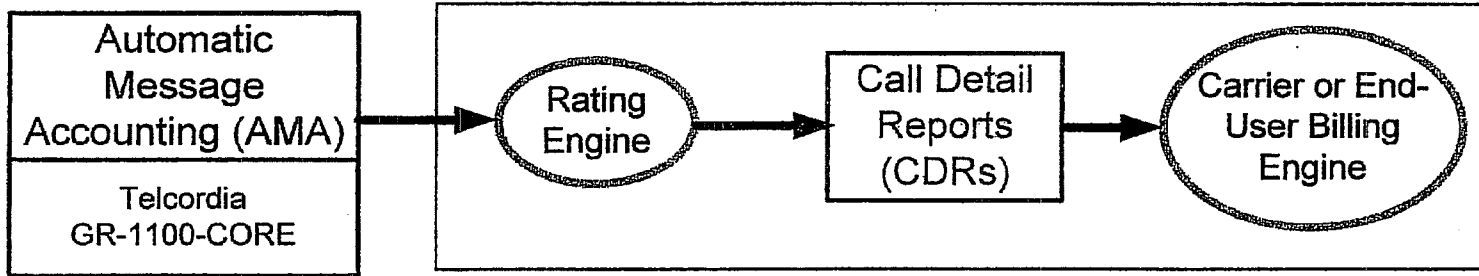 Automatic
Message
Accounting (AMA)
Telcordia
GR-1100-CORE
Rating
Engine
Call Detail
Reports
(CDRs)
Carrier or End-
User Billing
Engine